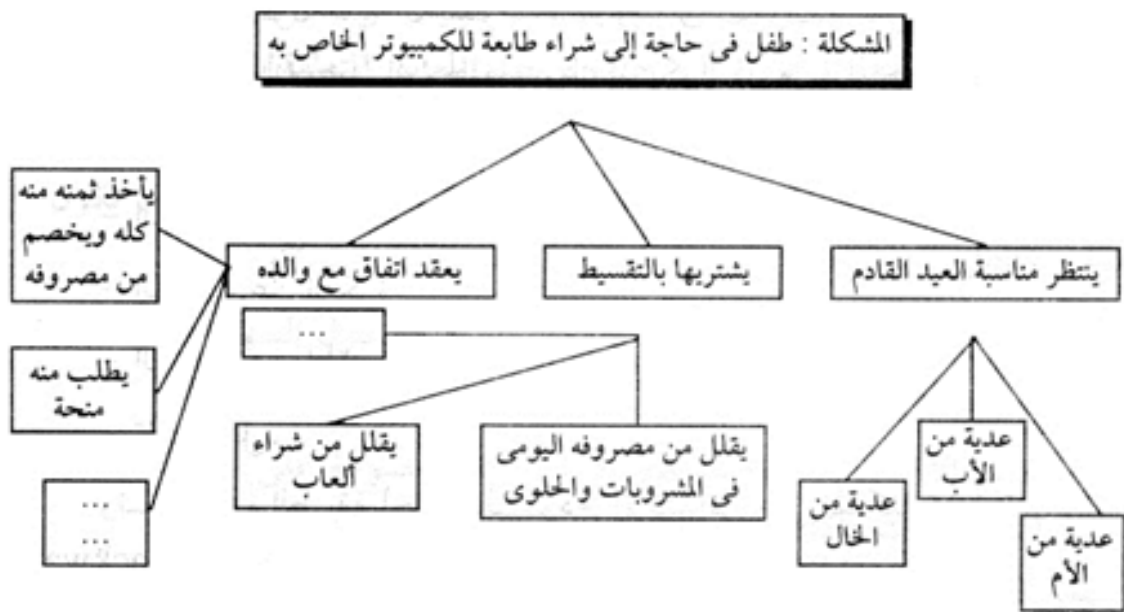 المشكلة : طفل فى حاجة إلى شراء طابعة للكمبيوتر الخاص به
ينتظر مناسبة العيد القادم
يشتريها بالتقسيط
يعقد اتفاق مع والده
يأخذ ثمنه منه
كله ويخصم
من مصروفه
يطلب منه
منحة
...
...
...
يقلل من مصروفه اليومى
فى المشروبات والحلوى
يقلل من شراء
ألعاب
عدية من
الأب
عدية من
الخال
عدية من
الأم